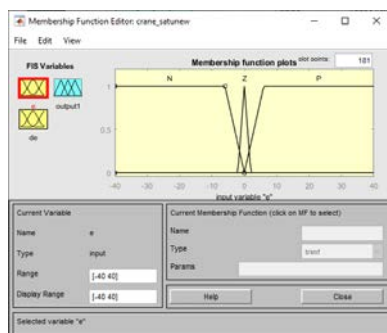 Membership Function Editor: crane_satunew
File Edit View
FIS Variables
Membership function plots plot points: 181
e output1
de
N Z P
1
0.5
0
-40 -30 -20 -10 0 10 20 30 40
input variable "e"
Current Variable
Name e
Type input
Range [-40 40]
Display Range [-40 40]
Current Membership Function (click on MF to select)
Name
Type trimf
Params
Help Close
Selected variable "e"